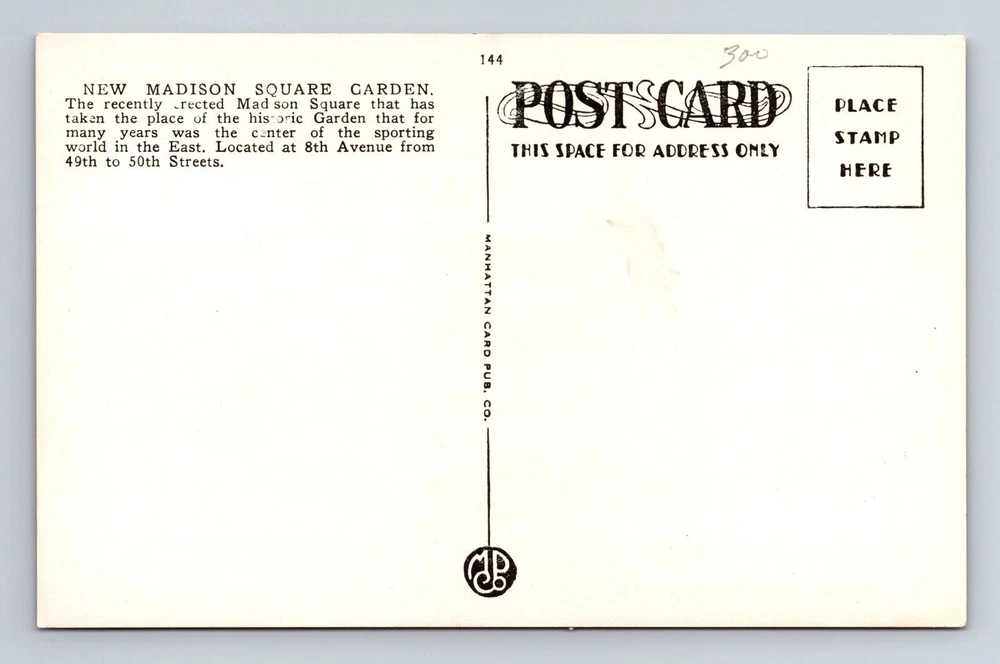 144
NEW MADISON SQUARE GARDEN.
The recently erected Madison Square that has
taken the place of the historic Garden that for
many years was the center of the sporting
world in the East. Located at 8th Avenue from
49th to 50th Streets.
300
POST CARD
THIS SPACE FOR ADDRESS ONLY
PLACE
STAMP
HERE
MANHATTAN CARD PUB. CO.